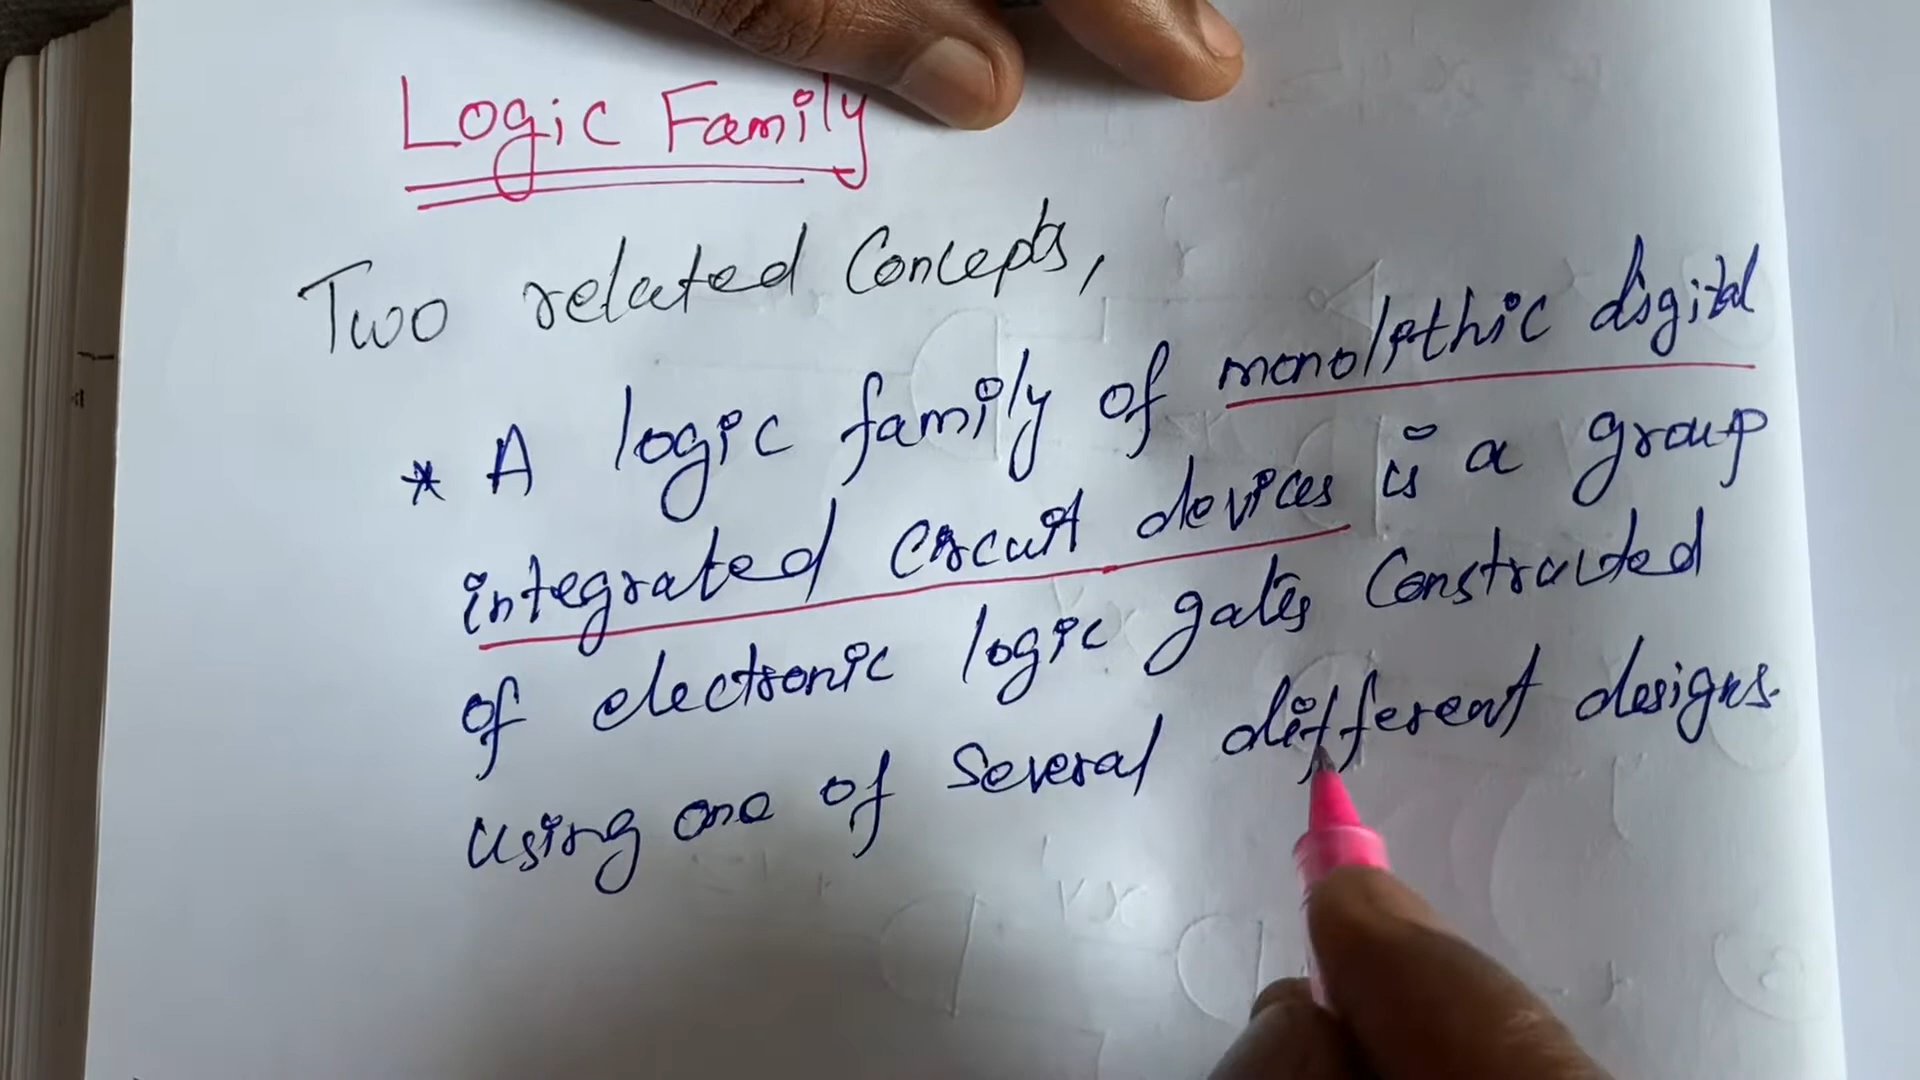 Logic Family
Two related Concepts,
* A logic family of monolithic digital
integrated circuit devices is a group
of electronic logic gates constructed
using one of several different designs.